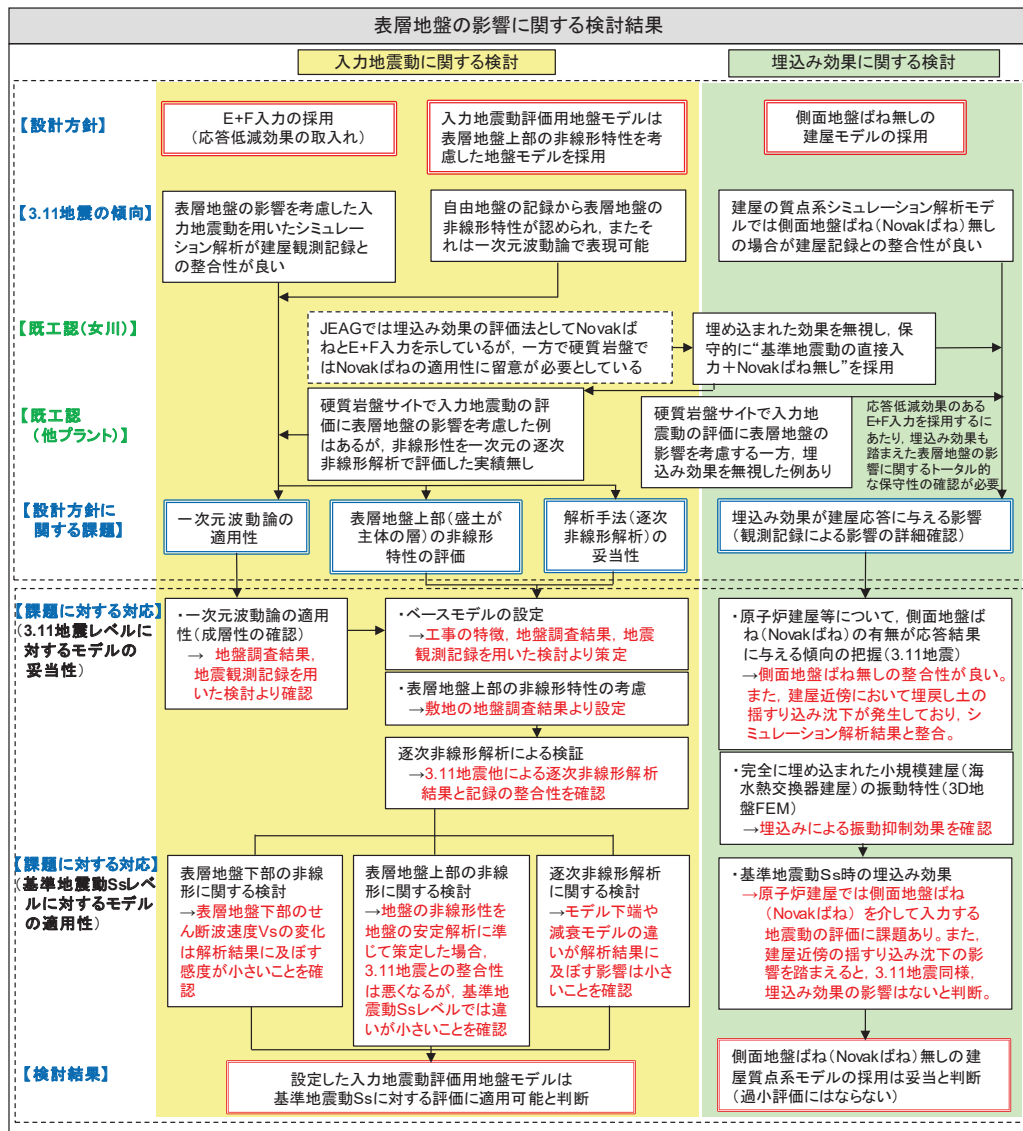 表層地盤の影響に関する検討結果
入力地震動に関する検討
埋込み効果に関する検討
【設計方針】
E+F入力の採用
(応答低減効果の取入れ)
入力地震動評価用地盤モデルは
表層地盤上部の非線形特性を考
慮した地盤モデルを採用
側面地盤ばね無しの
建屋モデルの採用
【3.11地震の傾向】
表層地盤の影響を考慮した入
力地震動を用いたシミュレー
ション解析が建屋観測記録と
の整合性が良い
自由地盤の記録から表層地盤の
非線形特性が認められ,またそ
れは一次元波動論で表現可能
建屋の質点系シミュレーション解析モデ
ルでは側面地盤ばね(Novakばね)無し
の場合が建屋記録との整合性が良い
【既工認(女川)】
JEAGでは埋込み効果の評価法としてNovakば
ねとE+F入力を示しているが,一方で硬質岩盤で
はNovakばねの適用性に留意が必要としている
埋め込まれた効果を無視し,保
守的に“基準地震動の直接入
力+Novakばね無し”を採用
【既工認
(他プラント)】
硬質岩盤サイトで入力地震動の評
価に表層地盤の影響を考慮した例
はあるが,非線形性を一次元の逐次
非線形解析で評価した実績無し
硬質岩盤サイトで入力地
震動の評価に表層地盤の
影響を考慮する一方,埋
込み効果を無視した例あり
応答低減効果のある
E+F入力を採用するに
あたり,埋込み効果も
踏まえた表層地盤の影
響に関するトータル的
な保守性の確認が必要
【設計方針に
関する課題】
一次元波動論の
適用性
表層地盤上部(盛土が
主体の層)の非線形
特性の評価
解析手法(逐次
非線形解析)の
妥当性
埋込み効果が建屋応答に与える影響
(観測記録による影響の詳細確認)
【課題に対する対応】
(3.11地震レベルに
対するモデルの
妥当性)
・一次元波動論の適用
性(成層性の確認)
→ 地盤調査結果,
地震観測記録を用
いた検討より確認
・ベースモデルの設定
→工事の特徴,地盤調査結果,地震
観測記録を用いた検討より策定
・表層地盤上部の非線形特性の考慮
→敷地の地盤調査結果より設定
逐次非線形解析による検証
→3.11地震他による逐次非線形解析
結果と記録の整合性を確認
・原子炉建屋等について,側面地盤ば
ね(Novakばね)の有無が応答結果
に与える傾向の把握(3.11地震)
→側面地盤ばね無しの整合性が良い。
また,建屋近傍において埋戻し土の
揺すり込み沈下が発生しており,シ
ミュレーション解析結果と整合。
・完全に埋め込まれた小規模建屋(海
水熱交換器建屋)の振動特性(3D地
盤FEM)
→埋込みによる振動抑制効果を確認
【課題に対する対応】
(基準地震動Ssレベ
ルに対するモデル
の適用性)
表層地盤下部の非線
形に関する検討
→表層地盤下部のせ
ん断波速度Vsの変化
は解析結果に及ぼす
感度が小さいことを確
認
表層地盤上部の非線
形に関する検討
→地盤の非線形性を
地盤の安定解析に準
じて策定した場合,
3.11地震との整合性
は悪くなるが,基準地
震動Ssレベルでは違
いが小さいことを確認
逐次非線形解析
に関する検討
→モデル下端や
減衰モデルの違
いが解析結果に
及ぼす影響は小さ
いことを確認
・基準地震動Ss時の埋込み効果
→原子炉建屋では側面地盤ばね
(Novakばね)を介して入力する
地震動の評価に課題あり。また,
建屋近傍の揺すり込み沈下の影
響を踏まえると,3.11地震同様,
埋込み効果の影響はないと判断。
【検討結果】
設定した入力地震動評価用地盤モデルは
基準地震動Ssに対する評価に適用可能と判断
側面地盤ばね(Novakばね)無しの建
屋質点系モデルの採用は妥当と判断
(過小評価にはならない)